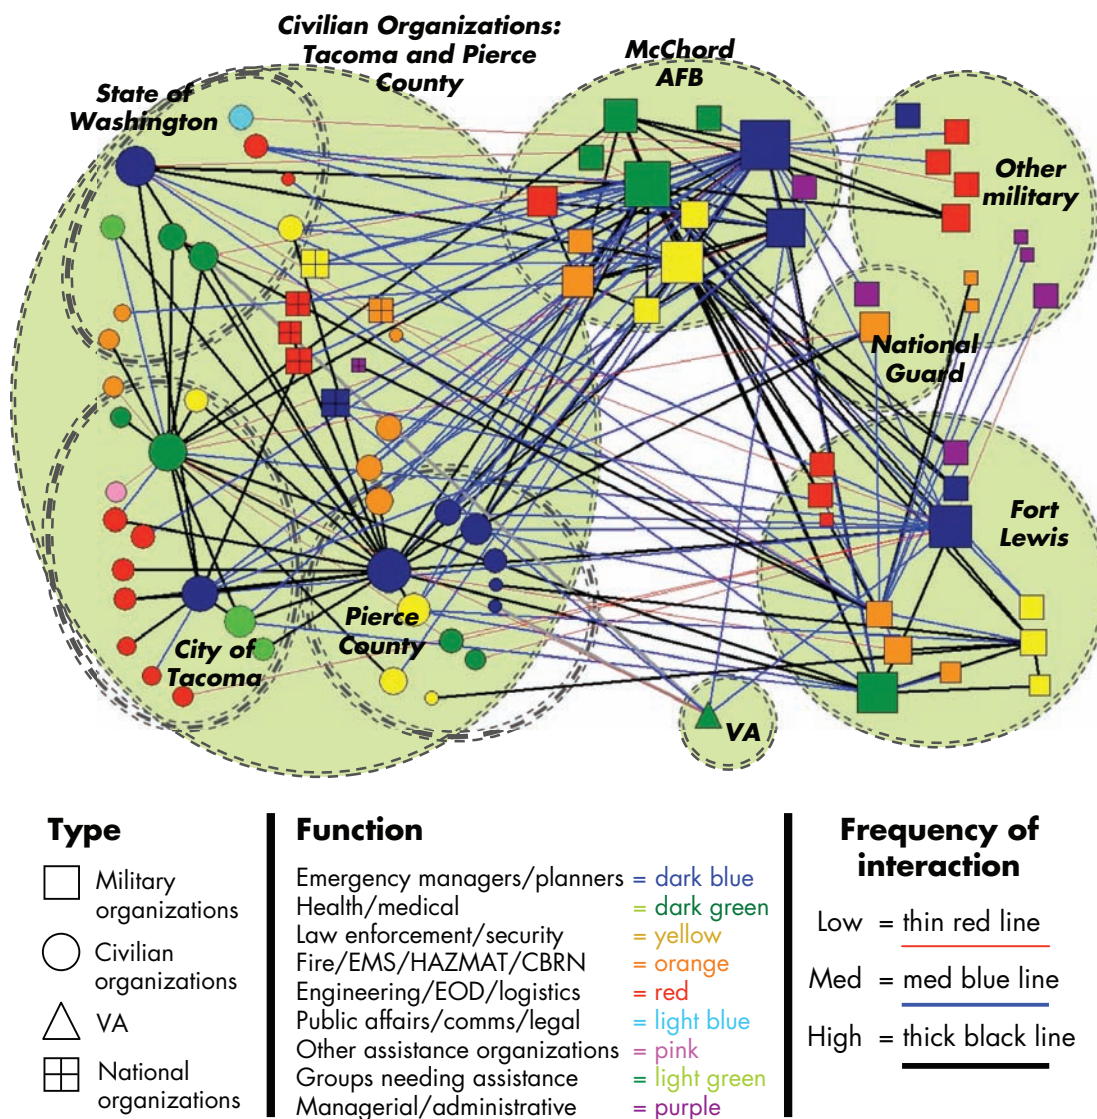 Civilian Organizations:
Tacoma and Pierce
County
McChord
AFB
State of
Washington
Other
military
National
Guard
Fort
Lewis
Pierce
County
City of
Tacoma
VA
Type
Military
organizations
Civilian
organizations
VA
National
organizations
Function
Emergency managers/planners = dark blue
Health/medical = dark green
Law enforcement/security = yellow
Fire/EMS/HAZMAT/CBRN = orange
Engineering/EOD/logistics = red
Public affairs/comms/legal = light blue
Other assistance organizations = pink
Groups needing assistance = light green
Managerial/administrative = purple
Frequency of
interaction
Low = thin red line
Med = med blue line
High = thick black line